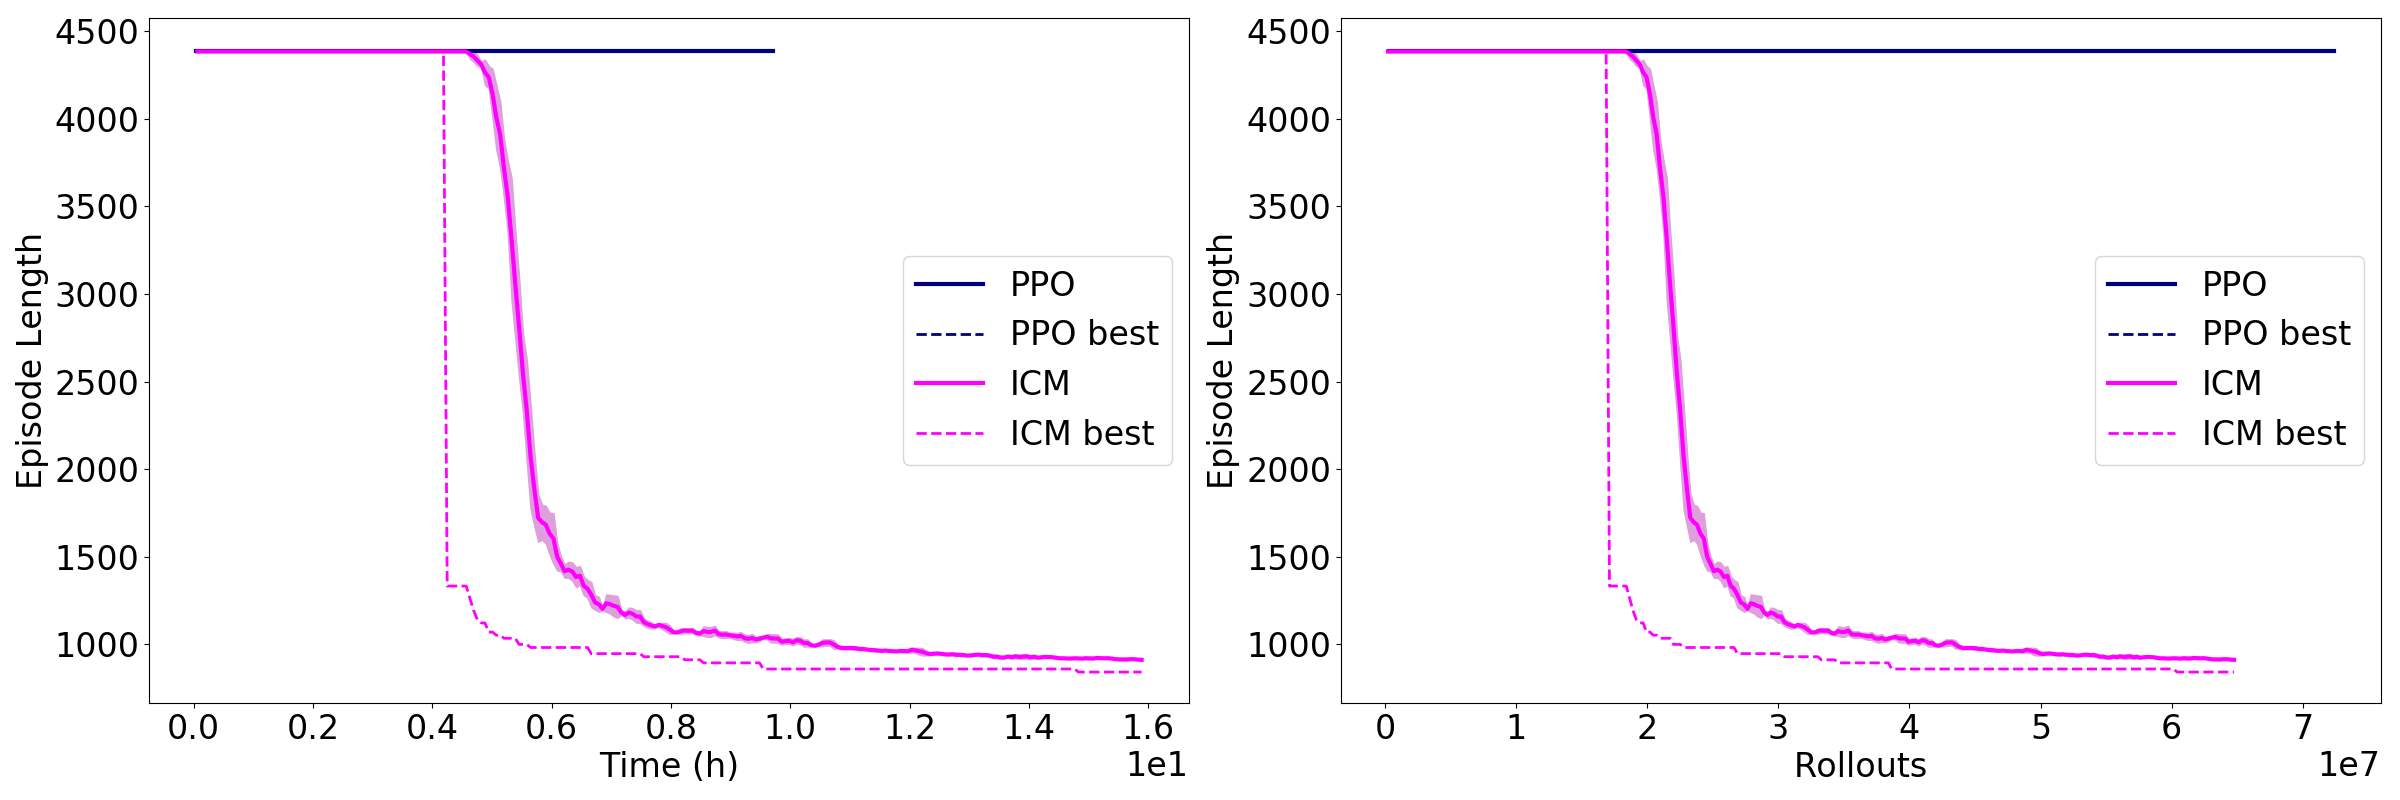 4500
4000
3500
3000
2500
2000
1500
1000
Episode Length
0.0 0.2 0.4 0.6 0.8 1.0 1.2 1.4 1.6
1e1
Time (h)
PPO
PPO best
ICM
ICM best
4500
4000
3500
3000
2500
2000
1500
1000
Episode Length
0 1 2 3 4 5 6 7
1e7
Rollouts
PPO
PPO best
ICM
ICM best